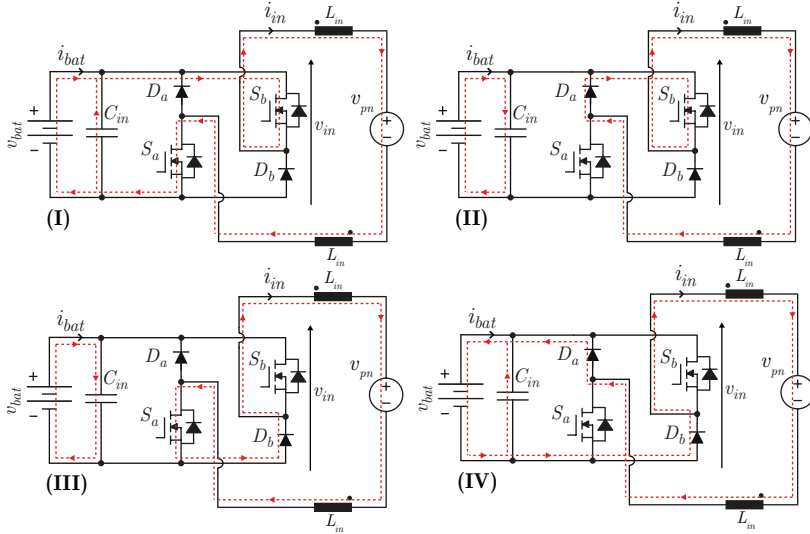 i_in L_in
i_bat
D_a S_b v_pn
+ C_in +
v_bat v_in −
− S_a D_b
(I)
L_in
i_in L_in
i_bat
D_a S_b v_pn
+ C_in +
v_bat v_in −
− S_a D_b
(II)
L_in
i_in L_in
i_bat
D_a S_b v_pn
+ C_in +
v_bat v_in −
− S_a D_b
(III)
L_in
i_in L_in
i_bat
D_a S_b v_pn
+ C_in +
v_bat v_in −
− S_a D_b
(IV)
L_in